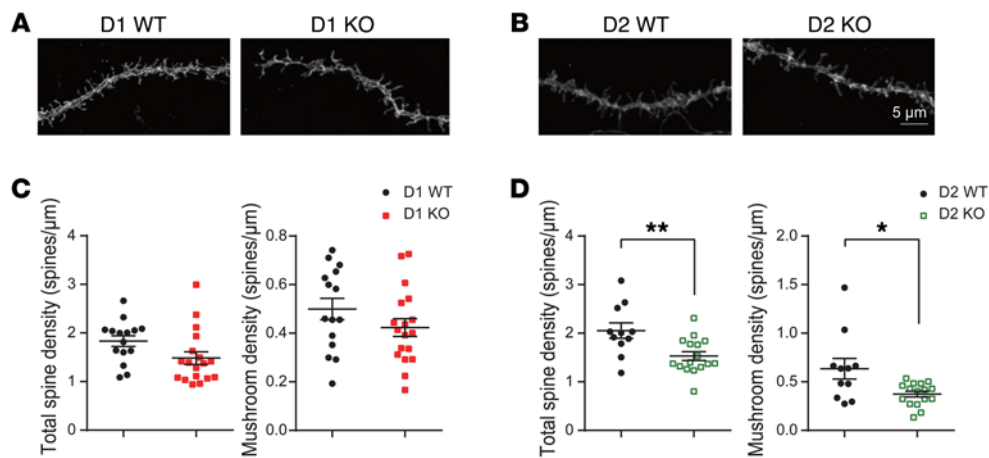 A
D1 WT
D1 KO
B
D2 WT
D2 KO
5 μm
C
D1 WT
D1 KO
Total spine density (spines/μm)
4
3
2
1
0
Mushroom density (spines/μm)
0.8
0.6
0.4
0.2
0.0
D
D2 WT
D2 KO
Total spine density (spines/μm)
4
3
2
1
0
**
Mushroom density (spines/μm)
2.0
1.5
1.0
0.5
0.0
*